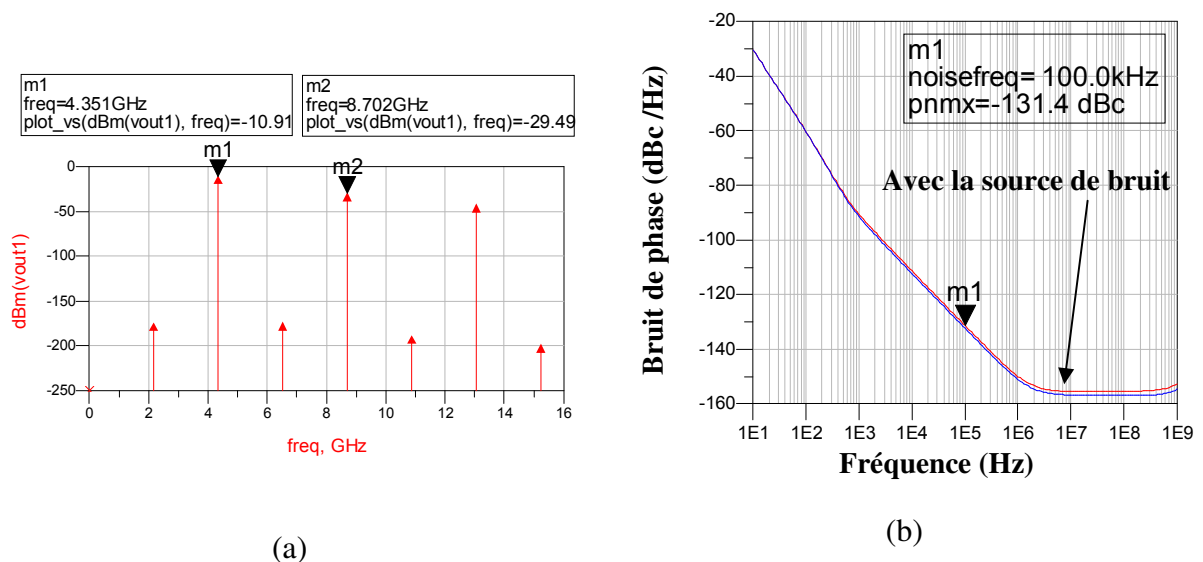 m1
freq=4.351GHz
plot_vs(dBm(vout1), freq)=-10.91
m2
freq=8.702GHz
plot_vs(dBm(vout1), freq)=-29.49
m1
m2
0
-50
-100
-150
-200
-250
dBm(vout1)
0 2 4 6 8 10 12 14 16
freq, GHz
(a)
m1
noisefreq= 100.0kHz
pnmx=-131.4 dBc
Avec la source de bruit
m1
-20
-40
-60
-80
-100
-120
-140
-160
Bruit de phase (dBc /Hz)
1E1 1E2 1E3 1E4 1E5 1E6 1E7 1E8 1E9
Fréquence (Hz)
(b)